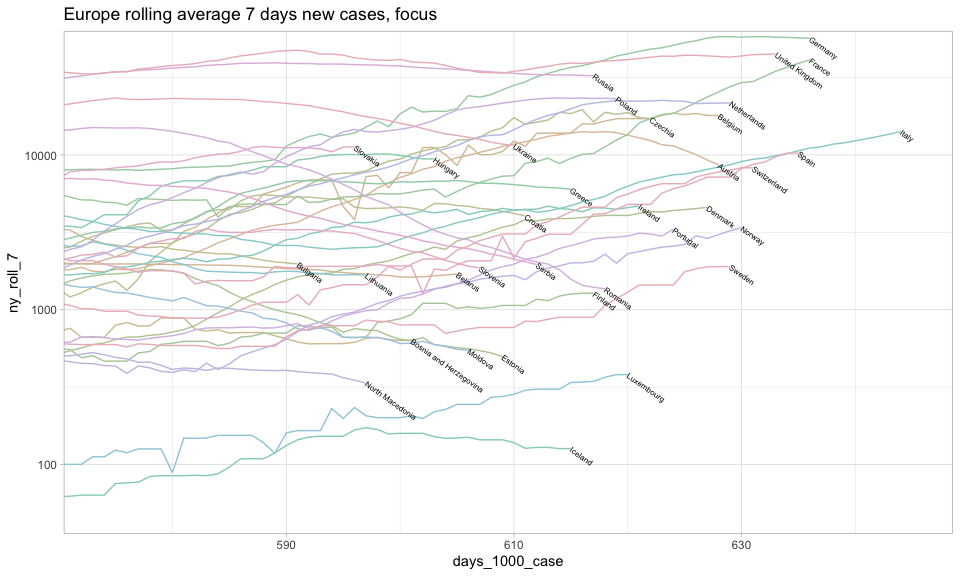 Europe rolling average 7 days new cases, focus
ny_roll_7
10000
1000
100
Germany
United Kingdom
France
Russia
Poland
Netherlands
Czechia
Belgium
Italy
Slovakia
Ukraine
Hungary
Spain
Austria
Switzerland
Greece
Ireland
Denmark
Croatia
Portugal
Norway
Bulgaria
Lithuania
Belarus
Slovenia
Serbia
Sweden
Romania
Finland
Bosnia and Herzegovina
Moldova
Estonia
North Macedonia
Luxembourg
Iceland
590
610
630
days_1000_case